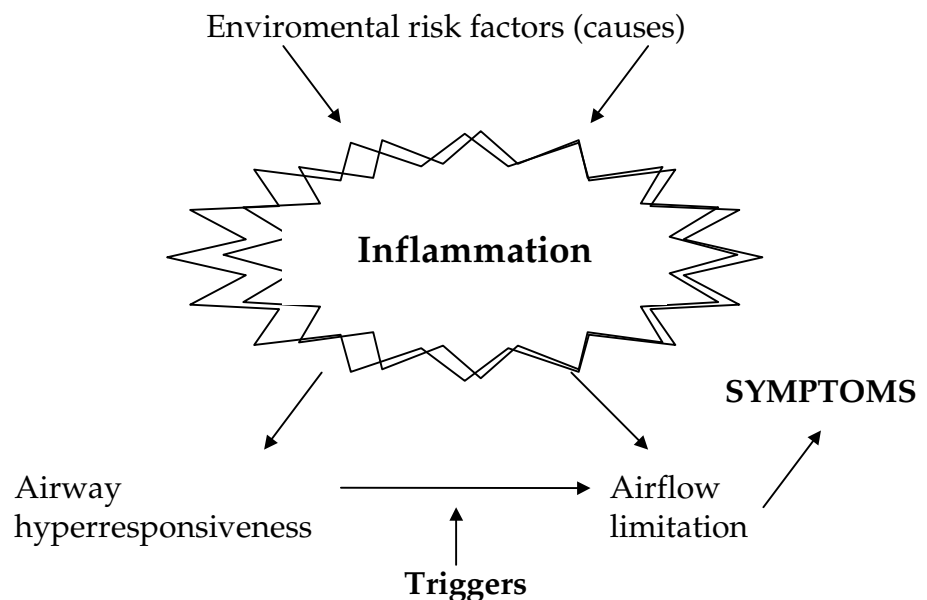 Enviromental risk factors (causes)
Inflammation
SYMPTOMS
Airway
hyperresponsiveness
Airflow
limitation
Triggers